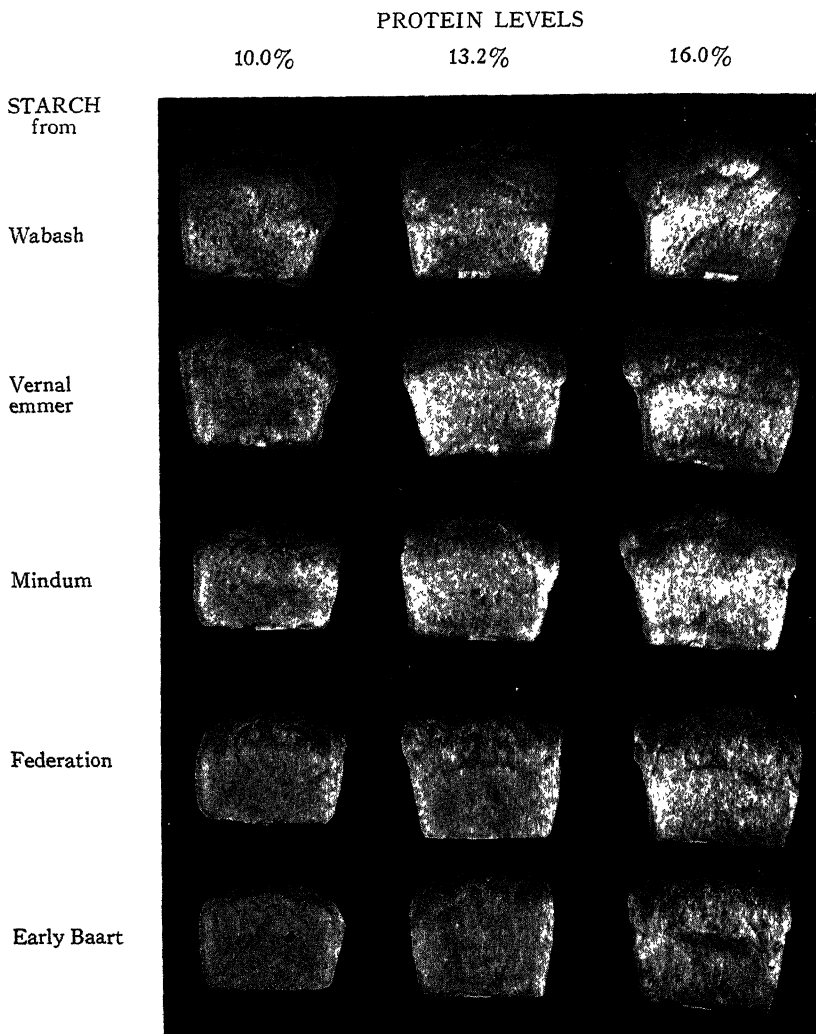 PROTEIN LEVELS
10.0% 13.2% 16.0%
STARCH
from
Wabash
Vernal
emmer
Mindum
Federation
Early Baart